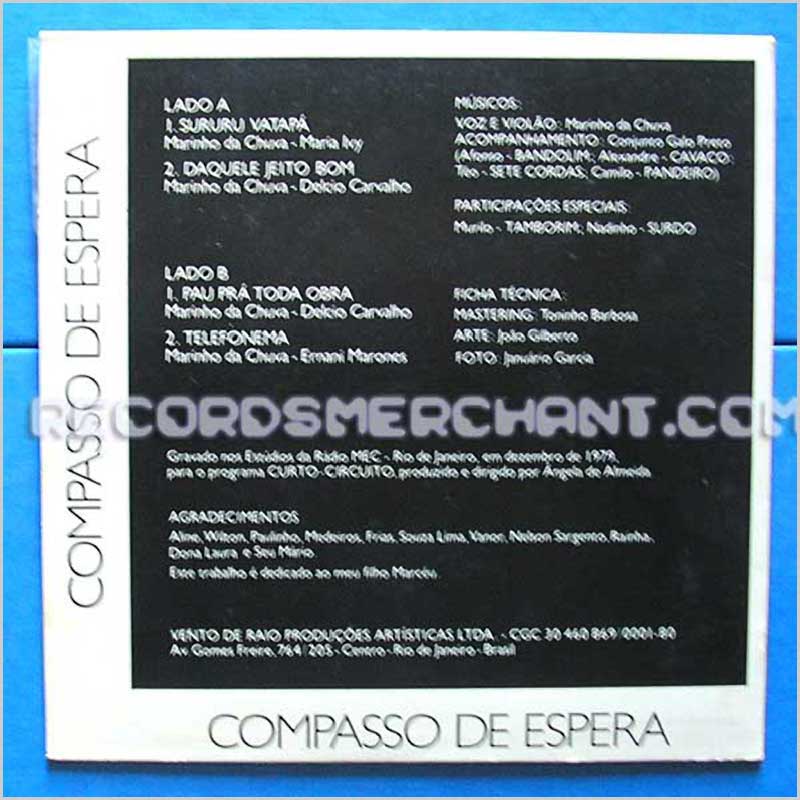 COMPASSO DE ESPERA
LADO A
1. SURURU VATAPÁ
Marinho da Chuva - Maria Ivy
2. DAQUELE JEITO BOM
Marinho da Chuva - Delcio Carvalho
LADO B
1. PAU PRÁ TODA OBRA
Marinho da Chuva - Delcio Carvalho
2. TELEFONEMA
Marinho da Chuva - Ernani Marones
MÚSICOS:
VOZ E VIOLÃO: Marinho da Chuva
ACOMPANHAMENTO: Conjunto Galo Preto
(Afonso - BANDOLIM; Alexandre - CAVACO;
Tito - SETE CORDAS; Camilo - PANDEIRO)
PARTICIPAÇÕES ESPECIAIS:
Murilo - TAMBORIM; Nadinho - SURDO
FICHA TÉCNICA:
MASTERING: Toninho Barbosa
ARTE: João Gilberto
FOTO: Januário Garcia
RECORDSMERCHANT.COM
Gravado nos Estúdios da Rádio MEC - Rio de Janeiro, em dezembro de 1979,
para o programa CURTO-CIRCUITO, produzido e dirigido por Ângela de Almeida.
AGRADECIMENTOS
Aline, Wilson, Paulinho, Medeiros, Frias, Souza Lima, Vanor, Nelson Sargento, Rainha,
Dona Laura e Seu Mário.
Este trabalho é dedicado ao meu filho Marcéu.
VENTO DE RAIO PRODUÇÕES ARTÍSTICAS LTDA. - CGC 30 460 869/0001-80
Av. Gomes Freire, 764/205 - Centro - Rio de Janeiro - Brasil
COMPASSO DE ESPERA